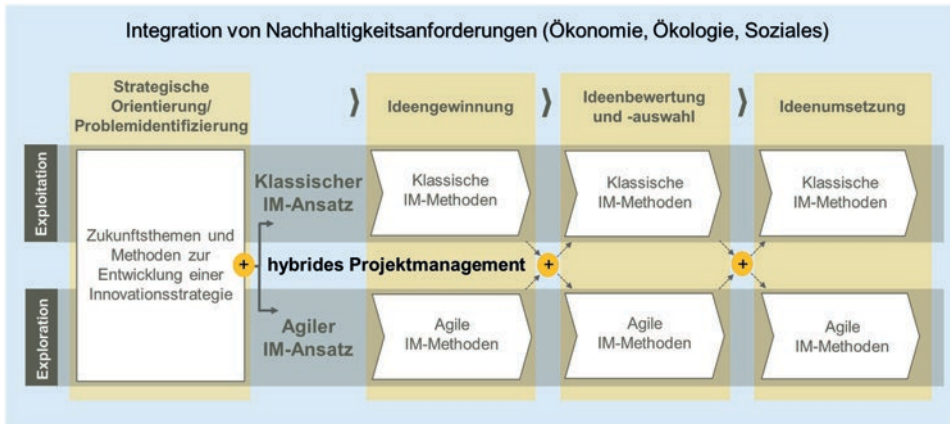 Integration von Nachhaltigkeitsanforderungen (Ökonomie, Ökologie, Soziales)
Strategische
Orientierung/
Problemidentifizierung
Ideengewinnung
Ideenbewertung
und -auswahl
Ideenumsetzung
Exploitation
Klassischer
IM-Ansatz
Klassische
IM-Methoden
Klassische
IM-Methoden
Klassische
IM-Methoden
Zukunftsthemen und
Methoden zur
Entwicklung einer
Innovationsstrategie
+
hybrides Projektmanagement
+
+
Exploration
Agiler
IM-Ansatz
Agile
IM-Methoden
Agile
IM-Methoden
Agile
IM-Methoden